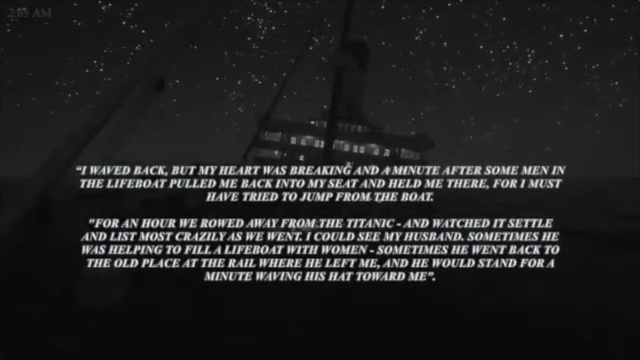 2:05 AM
"I WAVED BACK, BUT MY HEART WAS BREAKING AND A MINUTE AFTER SOME MEN IN
THE LIFEBOAT PULLED ME BACK INTO MY SEAT AND HELD ME THERE, FOR I MUST
HAVE TRIED TO JUMP FROM THE BOAT.
"FOR AN HOUR WE ROWED AWAY FROM THE TITANIC - AND WATCHED IT SETTLE
AND LIST MOST CRAZILY AS WE WENT. I COULD SEE MY HUSBAND. SOMETIMES HE
WAS HELPING TO FILL A LIFEBOAT WITH WOMEN - SOMETIMES HE WENT BACK TO
THE OLD PLACE AT THE RAIL WHERE HE LEFT ME, AND HE WOULD STAND FOR A
MINUTE WAVING HIS HAT TOWARD ME".